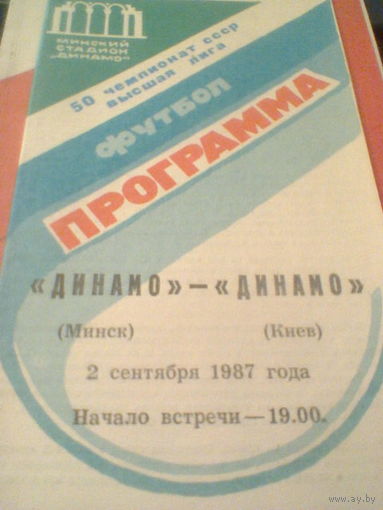 МИНСКИЙ
СТАДИОН
„ДИНАМО"
50 чемпионат ссср
высшая лига
футбол
ПРОГРАММА
«ДИНАМО» — «ДИНАМО»
(Минск) (Киев)
2 сентября 1987 года
Начало встречи — 19.00.
www.ay.by